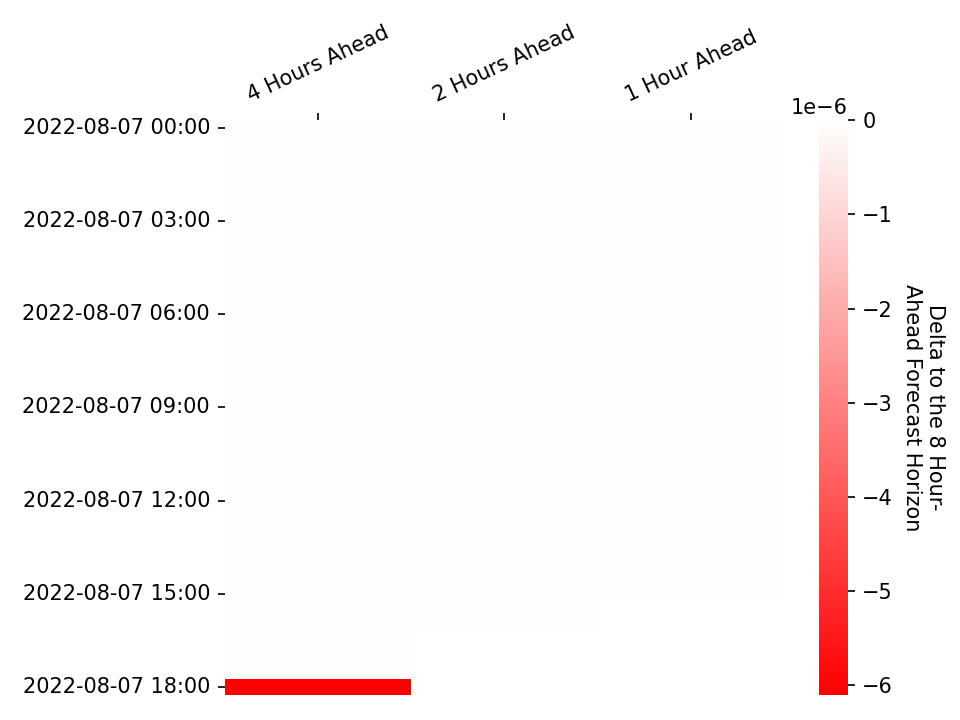 4 Hours Ahead
2 Hours Ahead
1 Hour Ahead
2022-08-07 00:00
2022-08-07 03:00
2022-08-07 06:00
2022-08-07 09:00
2022-08-07 12:00
2022-08-07 15:00
2022-08-07 18:00
1e−6
0
−1
−2
−3
−4
−5
−6
Delta to the 8 Hour-
Ahead Forecast Horizon